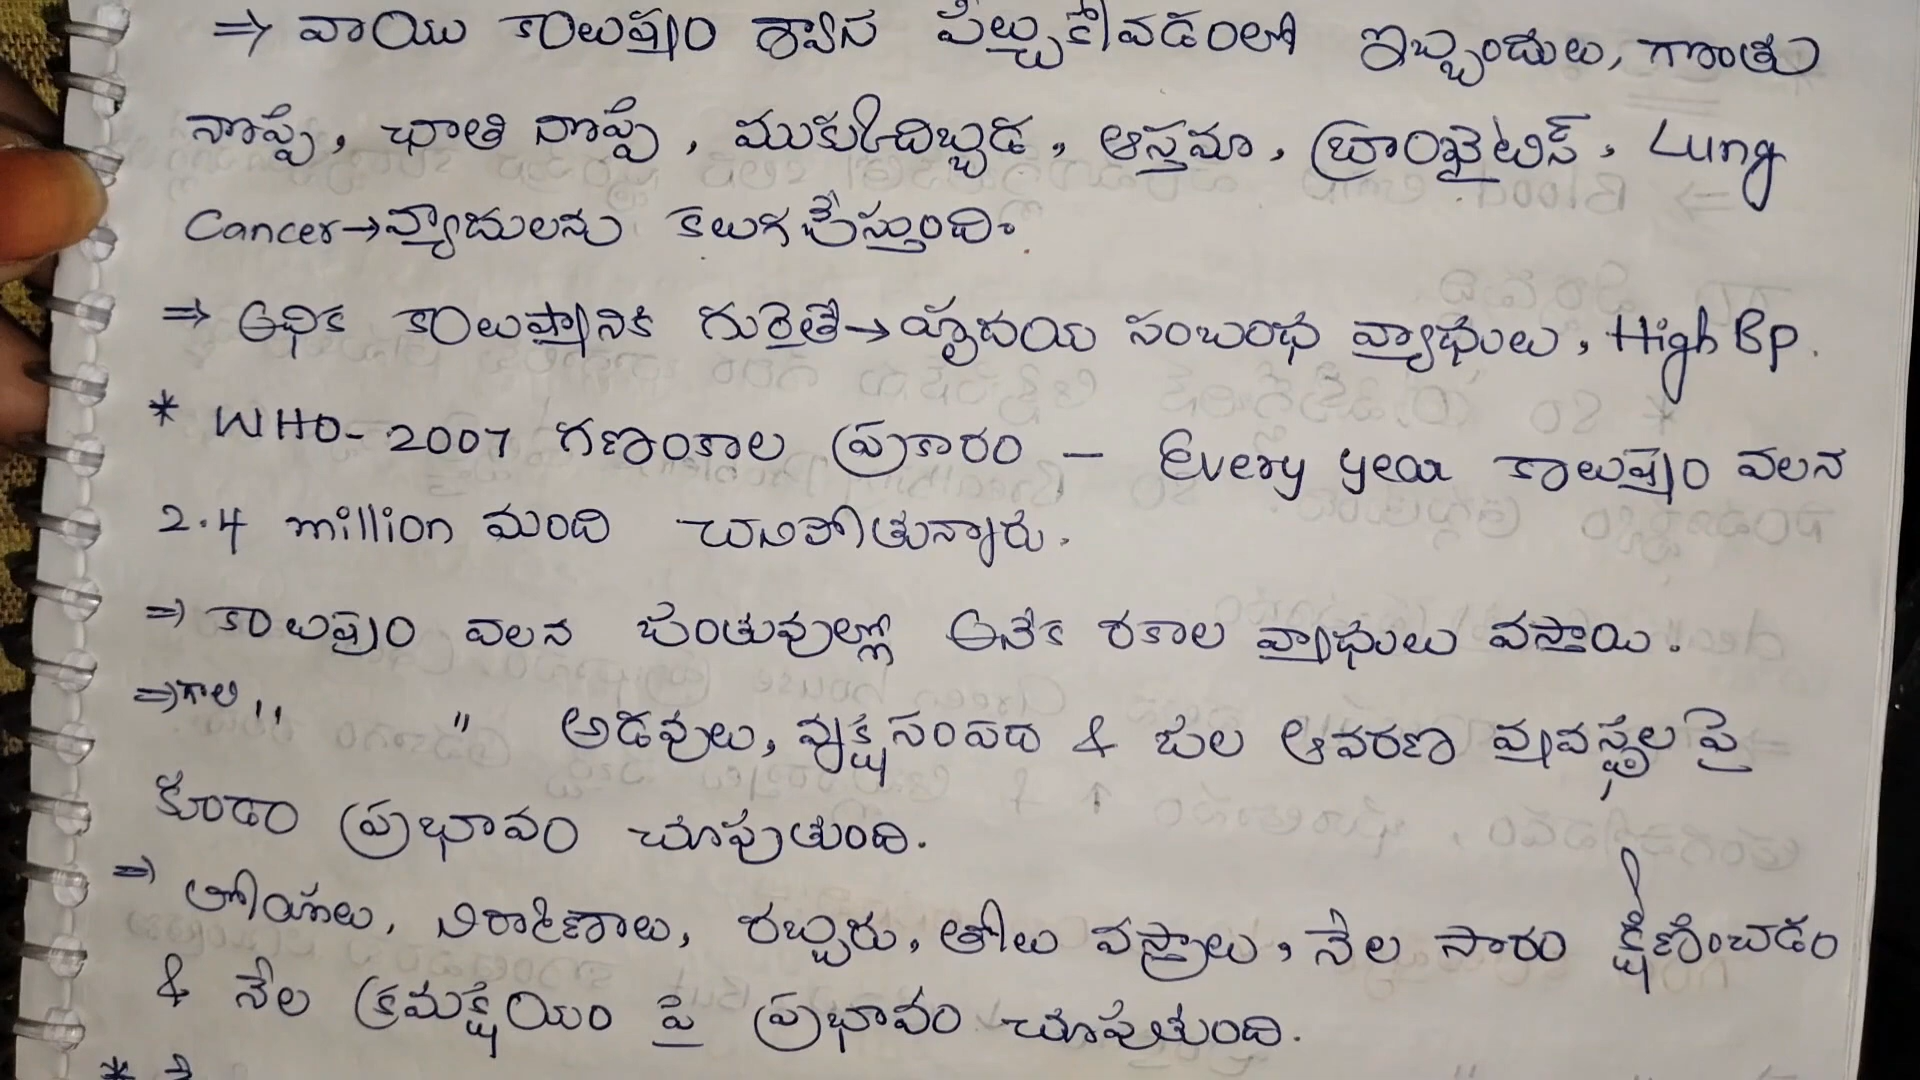 ⇒ వాయు కాలుష్యం శ్వాస పీల్చుకోవడంలో ఇబ్బందులు, గొంతు
నొప్పి, ఛాతి నొప్పి, ముక్కుదిబ్బడ, ఆస్తమా, బ్రాంఖైటిస్, Lung
Cancer→వ్యాదులను కలుగచేస్తుంది.
⇒ అధిక కాలుష్యానికి గురైతే→హృదయ సంబంధ వ్యాధులు, High Bp.
* WHO-2007 గణాంకాల ప్రకారం – Every year కాలుష్యం వలన
2.4 million మంది చనిపోతున్నారు.
⇒ కాలుష్యం వలన జంతువుల్లో అనేక రకాల వ్యాధులు వస్తాయి.
⇒గాలి ,, " అడవులు, వృక్షసంపద & జల ఆవరణ వ్యవస్థల పై
కూడా ప్రభావం చూపుతుంది.
⇒ లోహాలు, నిర్మాణాలు, రబ్బరు, తోలు వస్త్రాలు, నేల సారం క్షీణించడం
& నేల క్రమక్షయం పై ప్రభావం చూపుతుంది.